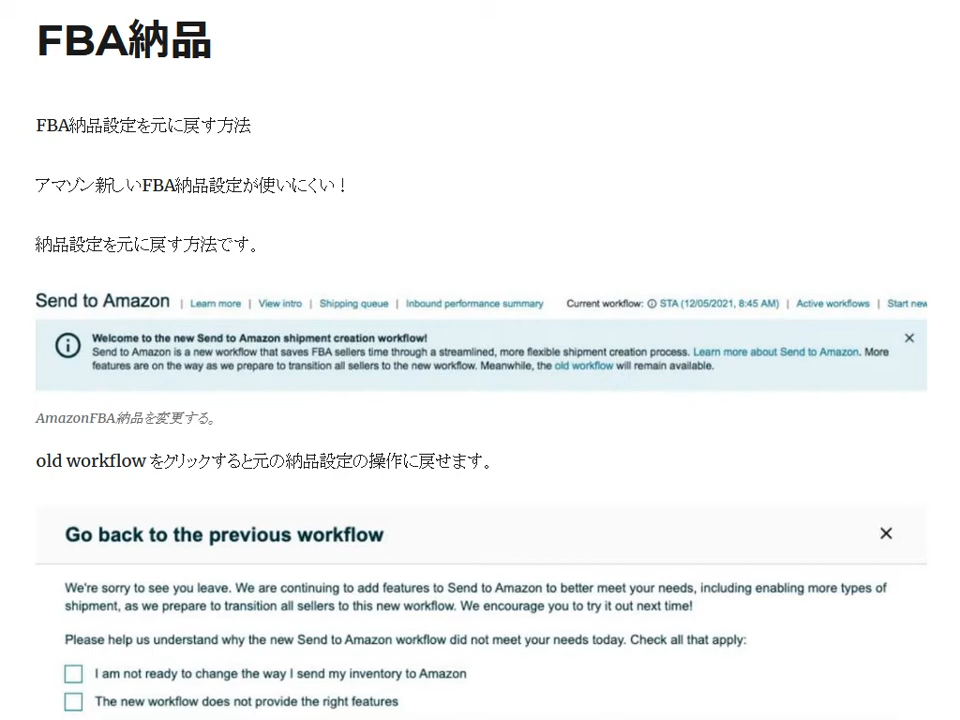 FBA納品
FBA納品設定を元に戻す方法
アマゾン新しいFBA納品設定が使いにくい！
納品設定を元に戻す方法です。
Send to Amazon | Learn more | View intro | Shipping queue | Inbound performance summary Current workflow: STA (12/05/2021, 8:45 AM) | Active workflows | Start new
Welcome to the new Send to Amazon shipment creation workflow!
Send to Amazon is a new workflow that saves FBA sellers time through a streamlined, more flexible shipment creation process. Learn more about Send to Amazon. More
features are on the way as we prepare to transition all sellers to the new workflow. Meanwhile, the old workflow will remain available.
AmazonFBA納品を変更する。
old workflow をクリックすると元の納品設定の操作に戻せます。
Go back to the previous workflow
We're sorry to see you leave. We are continuing to add features to Send to Amazon to better meet your needs, including enabling more types of
shipment, as we prepare to transition all sellers to this new workflow. We encourage you to try it out next time!
Please help us understand why the new Send to Amazon workflow did not meet your needs today. Check all that apply:
I am not ready to change the way I send my inventory to Amazon
The new workflow does not provide the right features